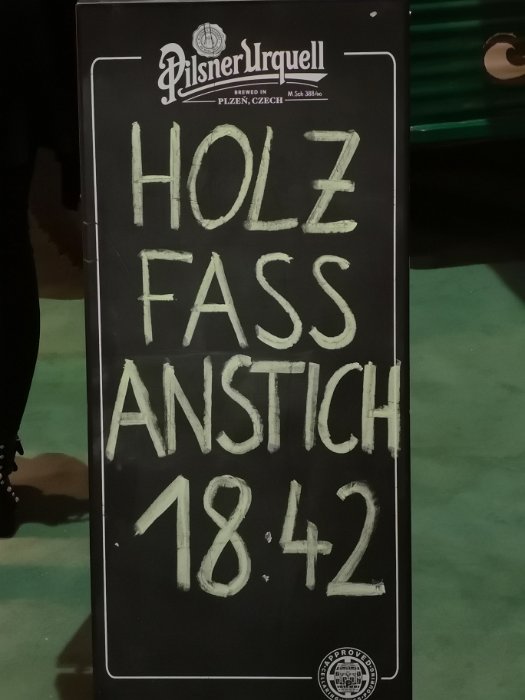 Pilsner Urquell
BREWED IN
PLZEŇ, CZECH
HOLZ
FASS
ANSTICH
18:42
APPROVED